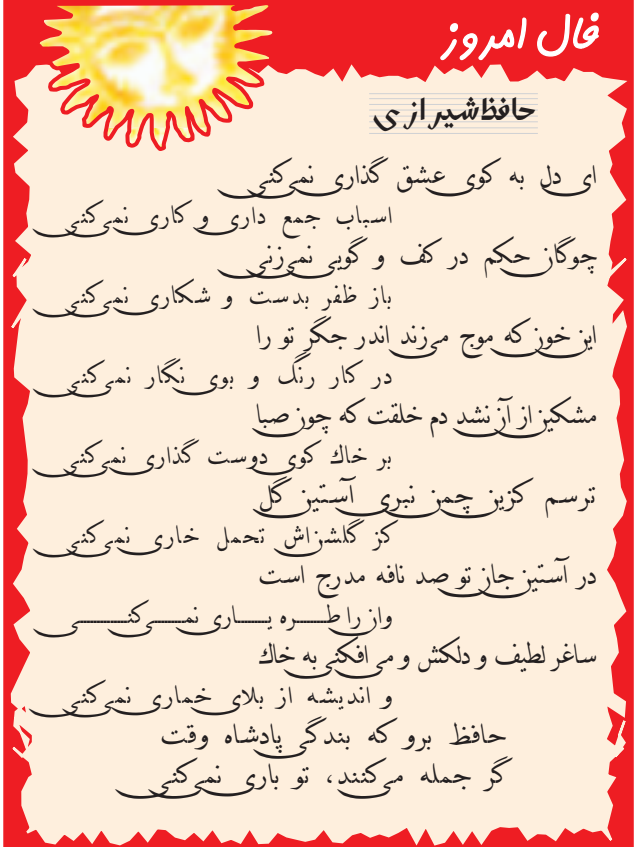 فال امروز
حافظ شیرازی
ای دل به کوی عشق گذاری نمی‌کنی
اسباب جمع داری و کاری نمی‌کنی
چوگان حکم در کف و گویی نمی‌زنی
باز ظفر بدست و شکاری نمی‌کنی
این خون که موج می‌زند اندر جگر تو را
در کار رنگ و بوی نگار نمی‌کنی
مشکین از آن نشد دم خلقت که چون صبا
بر خاك کوی دوست گذاری نمی‌کنی
ترسم کزین چمن نبری آستین گل
کز گلشن‌اش تحمل خاری نمی‌کنی
در آستین جان تو صد نافه مدرج است
وان را طره یاری نمی‌کنی
ساغر لطیف و دلکش و می افکنی به خاك
و اندیشه از بلای خماری نمی‌کنی
حافظ برو که بندگی پادشاه وقت
گر جمله می‌کنند، تو باری نمی‌کنی